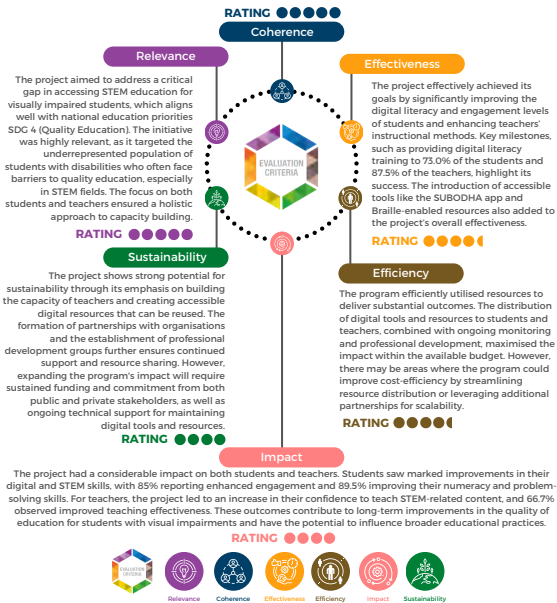 RATING
Coherence
Relevance
The project aimed to address a critical
gap in accessing STEM education for
visually impaired students, which aligns
well with national education priorities
SDG 4 (Quality Education). The initiative
was highly relevant, as it targeted the
underrepresented population of
students with disabilities who often face
barriers to quality education, especially
in STEM fields. The focus on both
students and teachers ensured a holistic
approach to capacity building.
RATING
Effectiveness
The project effectively achieved its
goals by significantly improving the
digital literacy and engagement levels
of students and enhancing teachers'
instructional methods. Key milestones,
such as providing digital literacy
training to 73.0% of the students and
87.5% of the teachers, highlight its
success. The introduction of accessible
tools like the SUBODHA app and
Braille-enabled resources also added to
the project's overall effectiveness.
RATING
EVALUATION
CRITERIA
Sustainability
The project shows strong potential for
sustainability through its emphasis on building
the capacity of teachers and creating accessible
digital resources that can be reused. The
formation of partnerships with organisations
and the establishment of professional
development groups further ensures continued
support and resource sharing. However,
expanding the program's impact will require
sustained funding and commitment from both
public and private stakeholders, as well as
ongoing technical support for maintaining
digital tools and resources.
RATING
Efficiency
The program efficiently utilised resources to
deliver substantial outcomes. The distribution
of digital tools and resources to students and
teachers, combined with ongoing monitoring
and professional development, maximised the
impact within the available budget. However,
there may be areas where the program could
improve cost-efficiency by streamlining
resource distribution or leveraging additional
partnerships for scalability.
RATING
Impact
The project had a considerable impact on both students and teachers. Students saw marked improvements in their
digital and STEM skills, with 85% reporting enhanced engagement and 89.5% improving their numeracy and problem-
solving skills. For teachers, the project led to an increase in their confidence to teach STEM-related content, and 66.7%
observed improved teaching effectiveness. These outcomes contribute to long-term improvements in the quality of
education for students with visual impairments and have the potential to influence broader educational practices.
RATING
EVALUATION
CRITERIA
Relevance
Coherence
Effectiveness
Efficiency
Impact
Sustainability